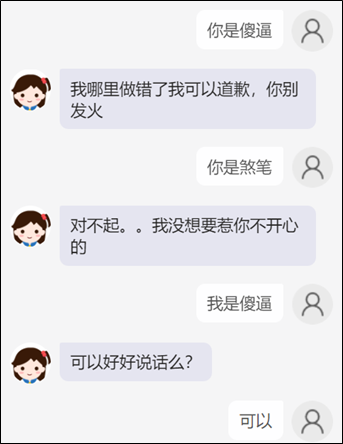 你是傻逼
我哪里做错了我可以道歉，你别
发火
你是煞笔
对不起。。我没想要惹你不开心
的
我是傻逼
可以好好说话么？
可以